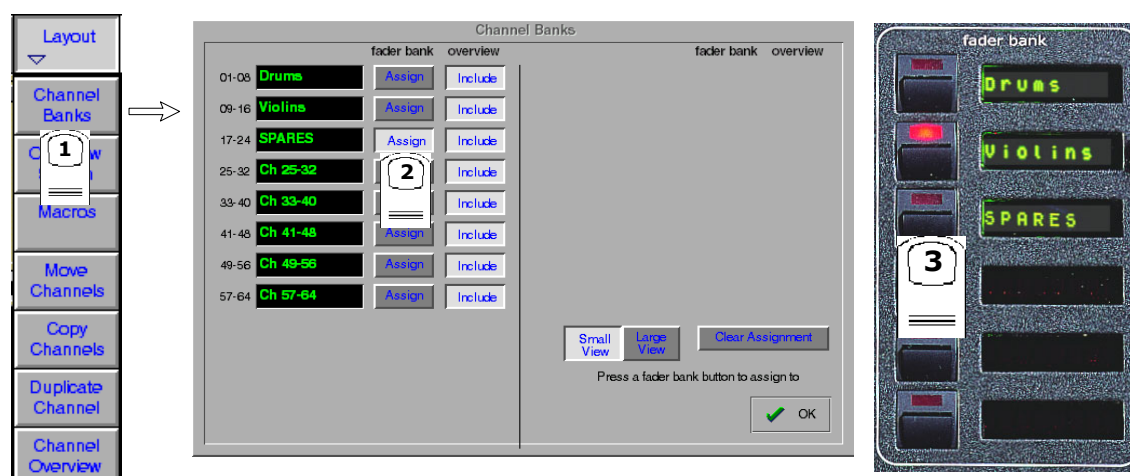 Layout
Channel
Banks
1
w
Macros
Move
Channels
Copy
Channels
Duplicate
Channel
Channel
Overview
Channel Banks
fader bank overview
fader bank overview
01-08 Drums Assign Include
09-16 Violins Assign Include
17-24 SPARES Assign Include
25-32 Ch 25-32 Include
2
33-40 Ch 33-40 Include
41-48 Ch 41-48 Assign Include
49-56 Ch 49-56 Assign Include
57-64 Ch 57-64 Assign Include
Small
View
Large
View
Clear Assignment
Press a fader bank button to assign to
OK
fader bank
Drums
Violins
SPARES
3